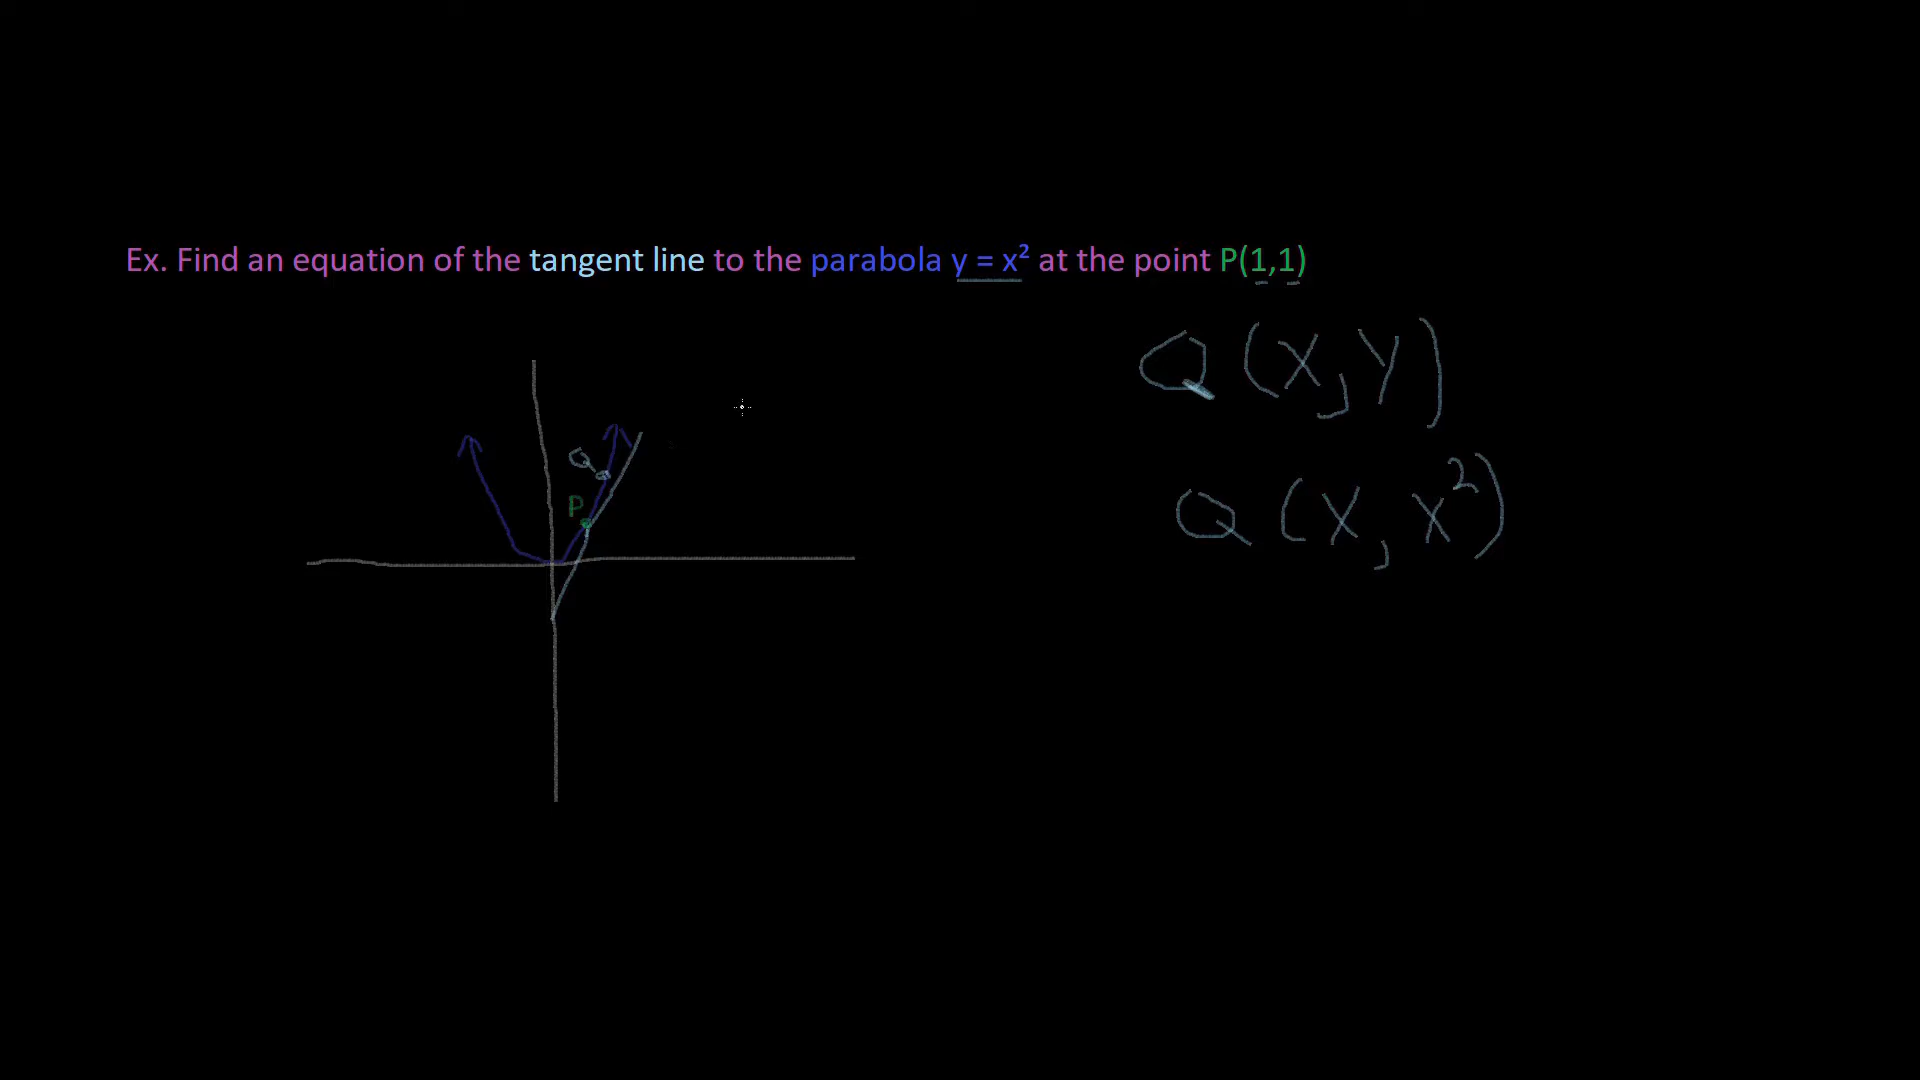 Ex. Find an equation of the tangent line to the parabola y = x² at the point P(1,1)
Q (X, Y)
Q
P
Q (X, X²)